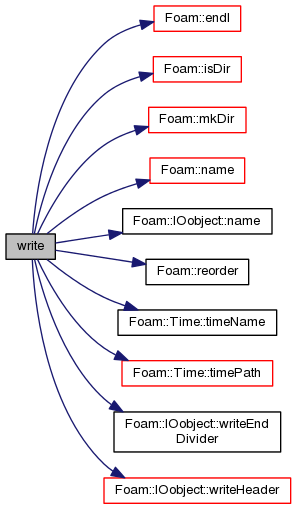 Foam::endl
Foam::isDir
Foam::mkDir
Foam::name
write
Foam::IOobject::name
Foam::reorder
Foam::Time::timeName
Foam::Time::timePath
Foam::IOobject::writeEnd
Divider
Foam::IOobject::writeHeader